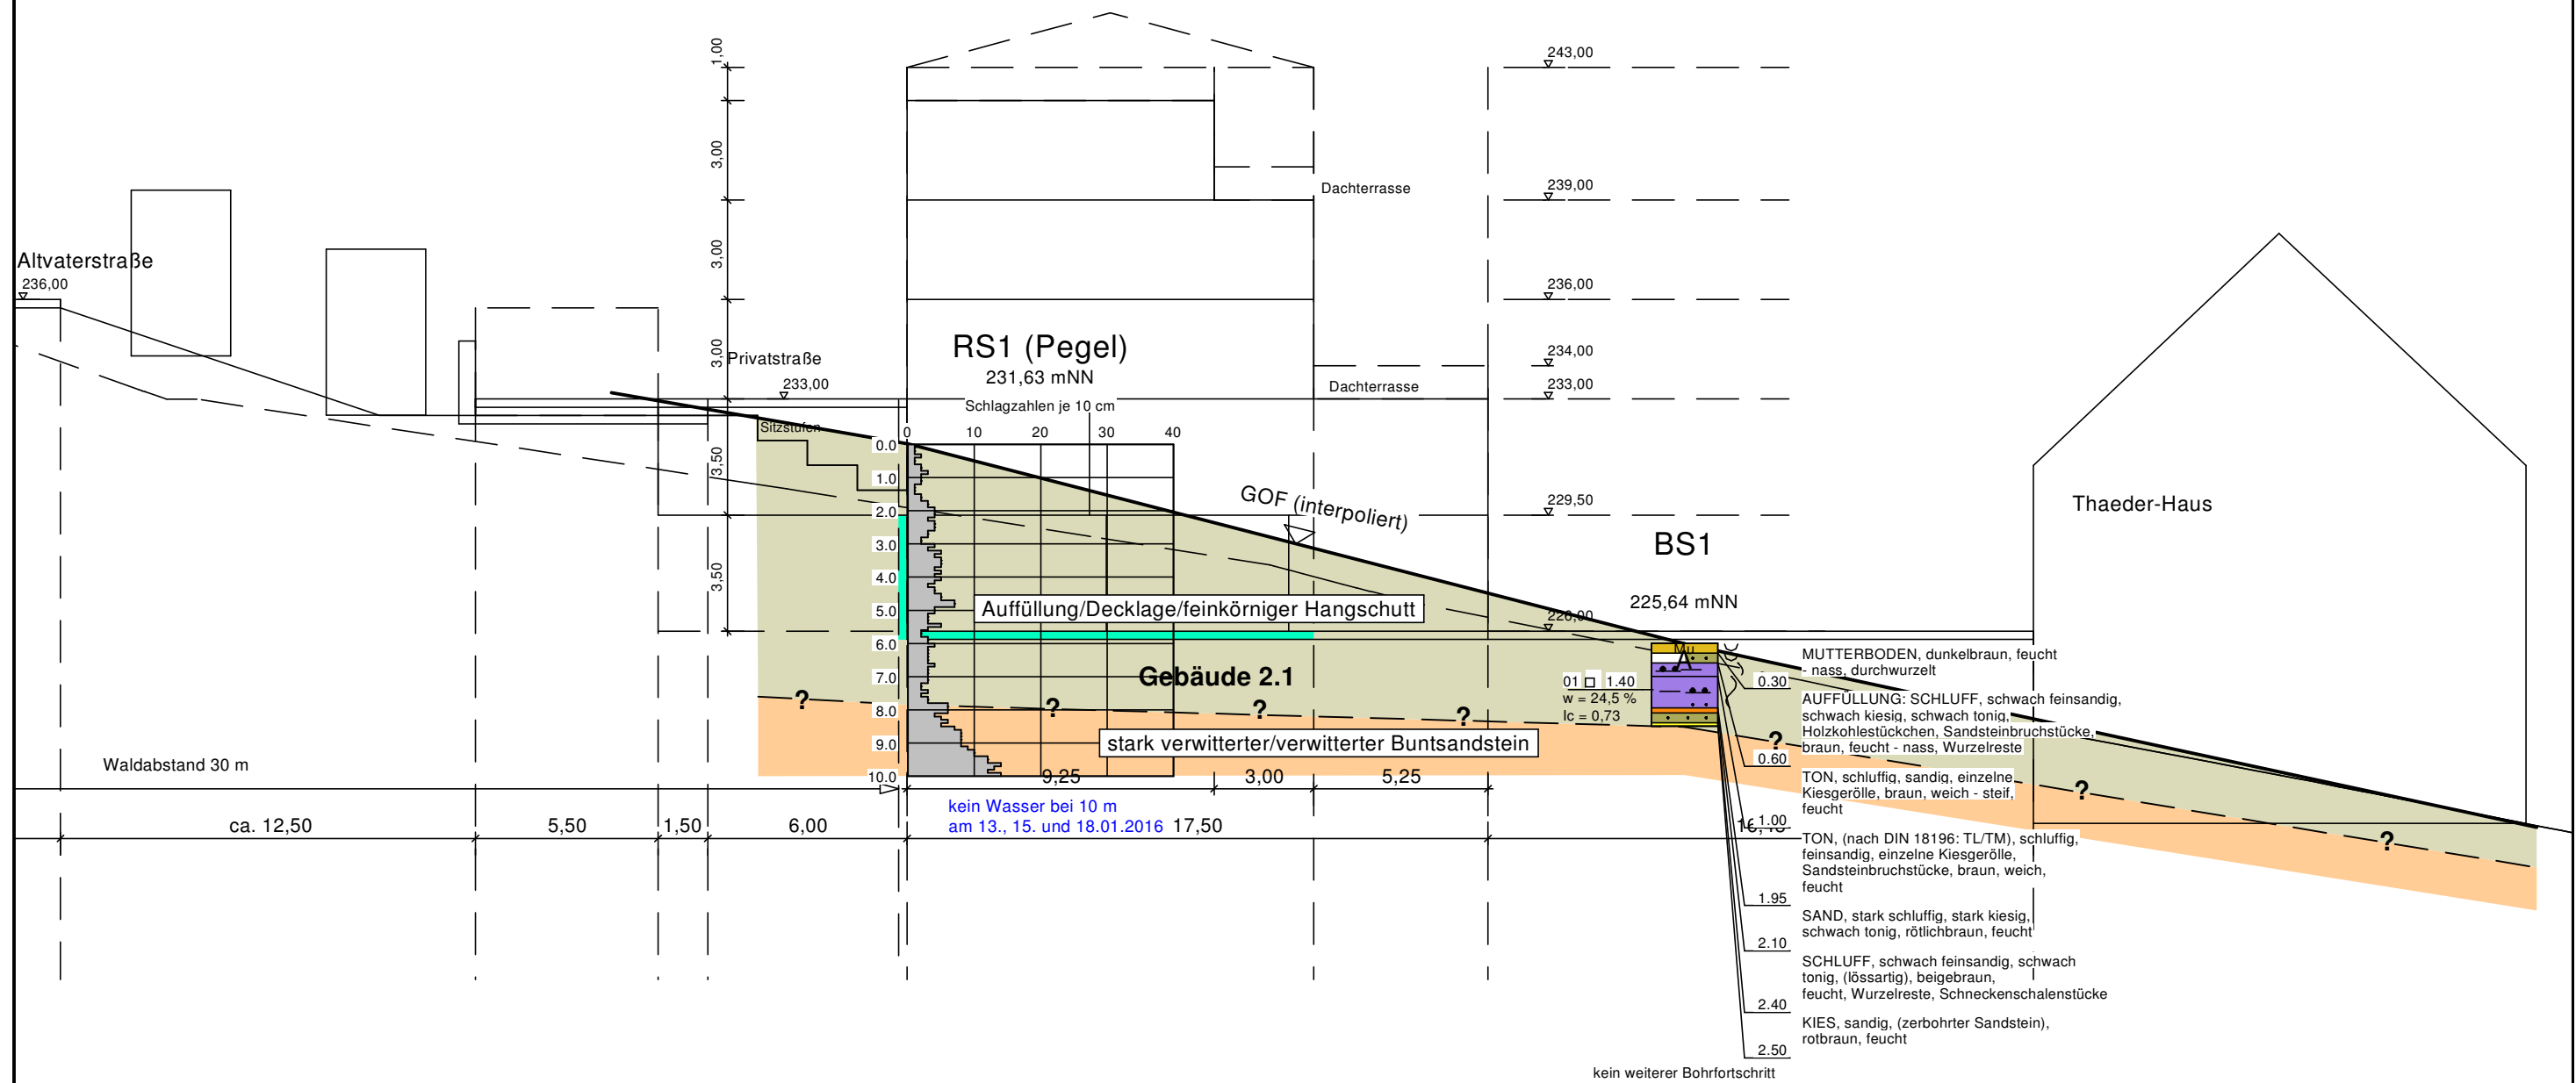 1,00
3,00
3,00
3,00
3,50
3,50
243,00
239,00
236,00
234,00
233,00
229,50
226,00
Dachterrasse
Dachterrasse
Altvaterstraße
236,00
Privatstraße
233,00
Sitzstufen
RS1 (Pegel)
231,63 mNN
Schlagzahlen je 10 cm
0 10 20 30 40
0.0
1.0
2.0
3.0
4.0
5.0
6.0
7.0
8.0
9.0
10.0
GOF (interpoliert)
Auffüllung/Decklage/feinkörniger Hangschutt
Gebäude 2.1
? ? ? ? ? ? ?
stark verwitterter/verwitterter Buntsandstein
BS1
225,64 mNN
Mu
A
01 1.40
w = 24,5 %
Ic = 0,73
Thaeder-Haus
MUTTERBODEN, dunkelbraun, feucht
- nass, durchwurzelt
0.30
AUFFÜLLUNG: SCHLUFF, schwach feinsandig,
schwach kiesig, schwach tonig,
Holzkohlestückchen, Sandsteinbruchstücke,
braun, feucht - nass, Wurzelreste
0.60
TON, schluffig, sandig, einzelne
Kiesgerölle, braun, weich - steif,
feucht
1.00
TON, (nach DIN 18196: TL/TM), schluffig,
feinsandig, einzelne Kiesgerölle,
Sandsteinbruchstücke, braun, weich,
feucht
1.95
SAND, stark schluffig, stark kiesig,
schwach tonig, rötlichbraun, feucht
2.10
SCHLUFF, schwach feinsandig, schwach
tonig, (lössartig), beigebraun,
feucht, Wurzelreste, Schneckenschalenstücke
2.40
KIES, sandig, (zerbohrter Sandstein),
rotbraun, feucht
2.50
kein weiterer Bohrfortschritt
Waldabstand 30 m
9,25 3,00 5,25
kein Wasser bei 10 m
am 13., 15. und 18.01.2016
ca. 12,50 5,50 1,50 6,00 17,50